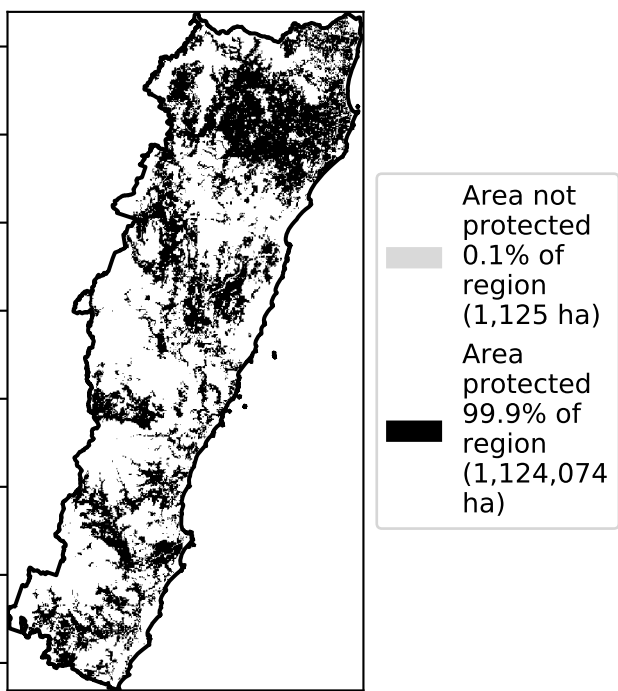 Area not
protected
0.1% of
region
(1,125 ha)
Area
protected
99.9% of
region
(1,124,074
ha)